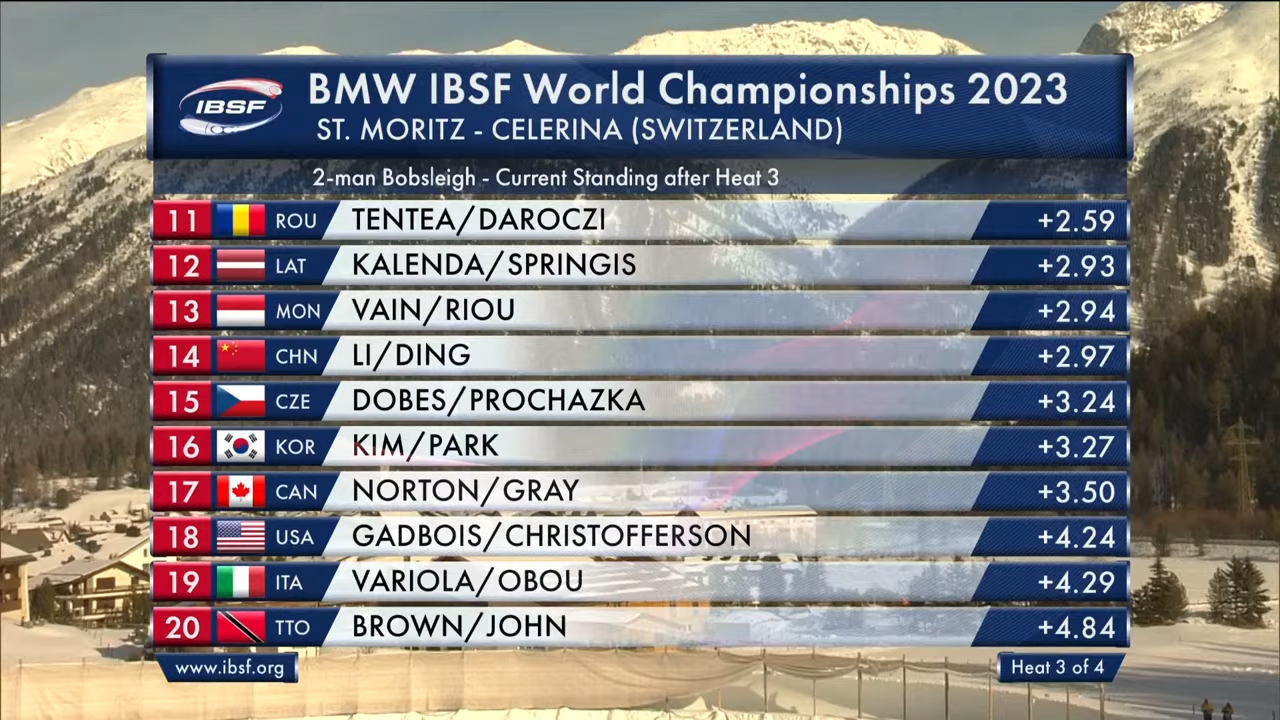 IBSF
BMW IBSF World Championships 2023
ST. MORITZ - CELERINA (SWITZERLAND)
2-man Bobsleigh - Current Standing after Heat 3
11 ROU TENTEA/DAROCZI +2.59
12 LAT KALENDA/SPRINGIS +2.93
13 MON VAIN/RIOU +2.94
14 CHN LI/DING +2.97
15 CZE DOBES/PROCHAZKA +3.24
16 KOR KIM/PARK +3.27
17 CAN NORTON/GRAY +3.50
18 USA GADBOIS/CHRISTOFFERSON +4.24
19 ITA VARIOLA/OBOU +4.29
20 TTO BROWN/JOHN +4.84
www.ibsf.org Heat 3 of 4